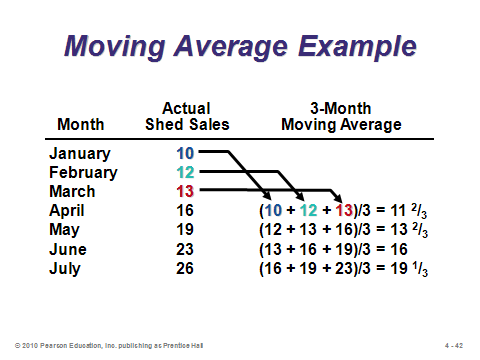 Moving Average Example
Actual 3-Month
Month Shed Sales Moving Average
January 10
February 12
March 13
April 16 (10 + 12 + 13)/3 = 11 2/3
May 19 (12 + 13 + 16)/3 = 13 2/3
June 23 (13 + 16 + 19)/3 = 16
July 26 (16 + 19 + 23)/3 = 19 1/3
© 2010 Pearson Education, Inc. publishing as Prentice Hall 4 - 42